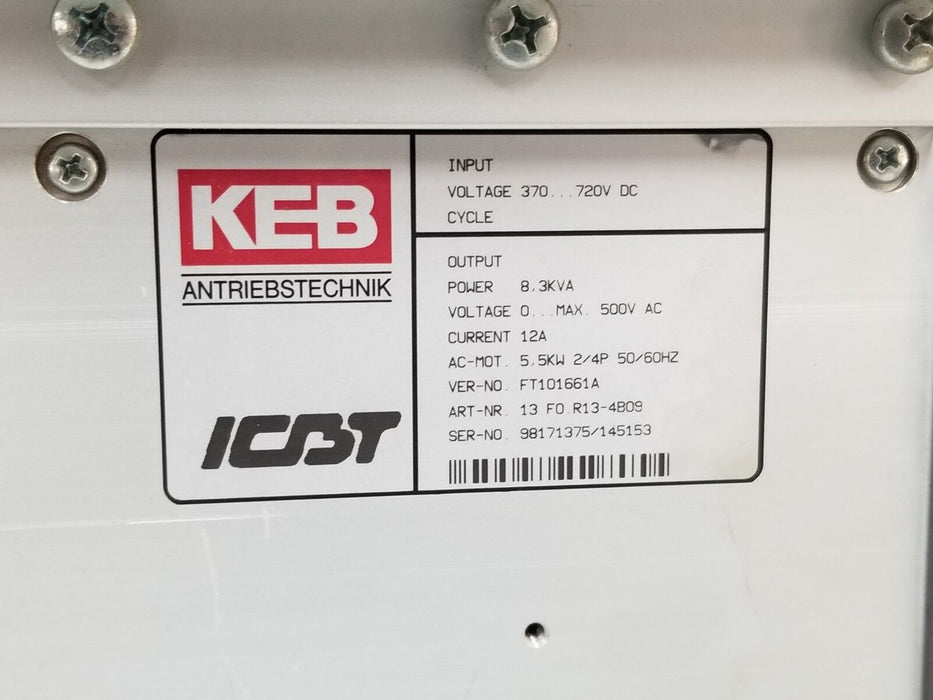 KEB
ANTRIEBSTECHNIK
ICBT
INPUT
VOLTAGE 370...720V DC
CYCLE
OUTPUT
POWER 8,3KVA
VOLTAGE 0...MAX. 500V AC
CURRENT 12A
AC-MOT. 5,5KW 2/4P 50/60HZ
VER-NO. FT101661A
ART-NR. 13 F0.R13-4B09
SER-NO. 98171375/145153